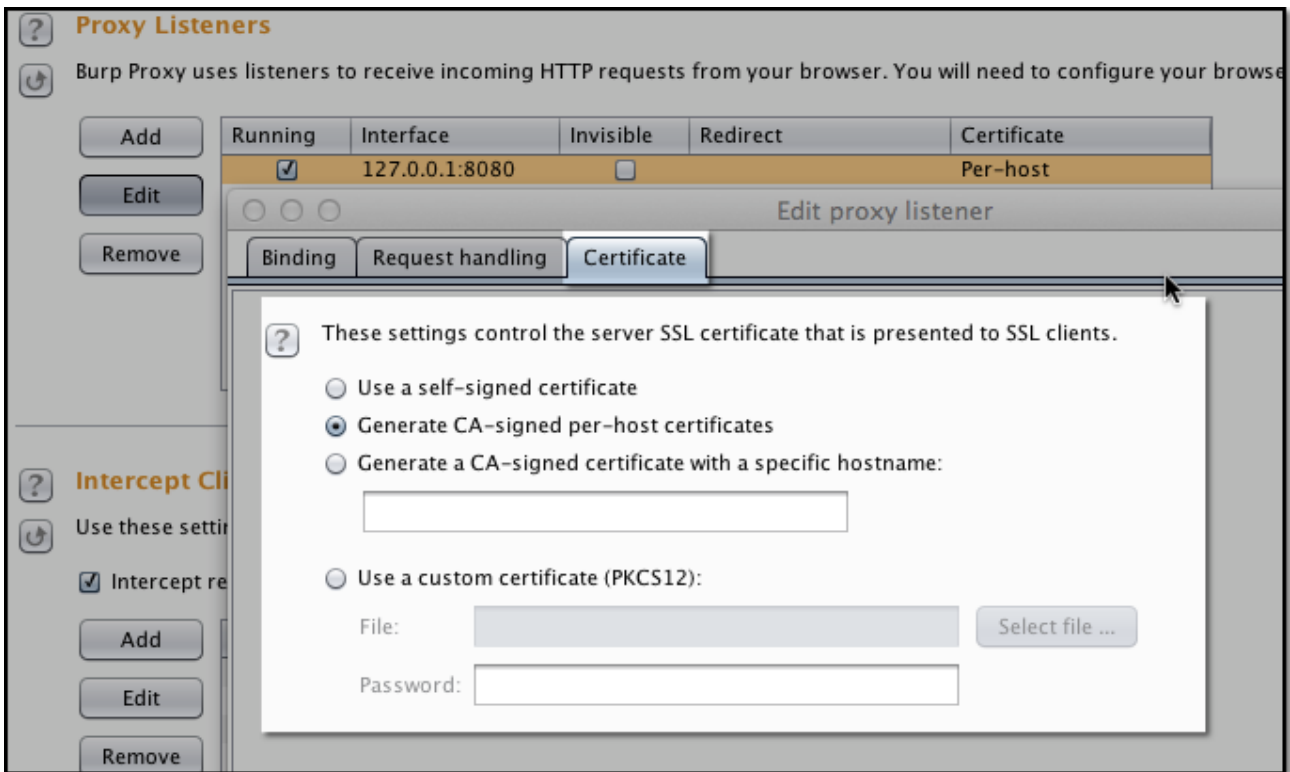 Proxy Listeners
Burp Proxy uses listeners to receive incoming HTTP requests from your browser. You will need to configure your browse
Add
Running Interface Invisible Redirect Certificate
127.0.0.1:8080 Per-host
Edit
Edit proxy listener
Remove
Binding Request handling Certificate
These settings control the server SSL certificate that is presented to SSL clients.
Use a self-signed certificate
Generate CA-signed per-host certificates
Generate a CA-signed certificate with a specific hostname:
Intercept Cli
Use these settin
Use a custom certificate (PKCS12):
Intercept re
File: Select file ...
Add
Password:
Edit
Remove